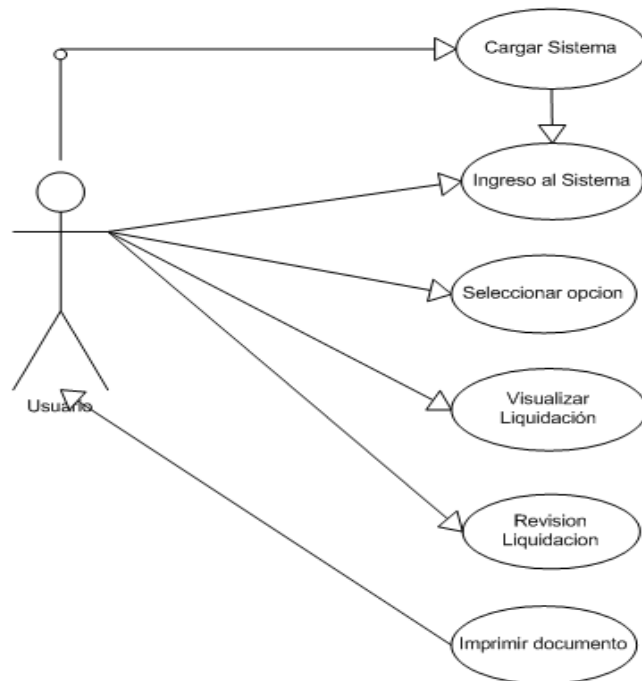 Cargar Sistema
Ingreso al Sistema
Seleccionar opcion
Visualizar
Liquidación
Usuario
Revision
Liquidacion
Imprimir documento